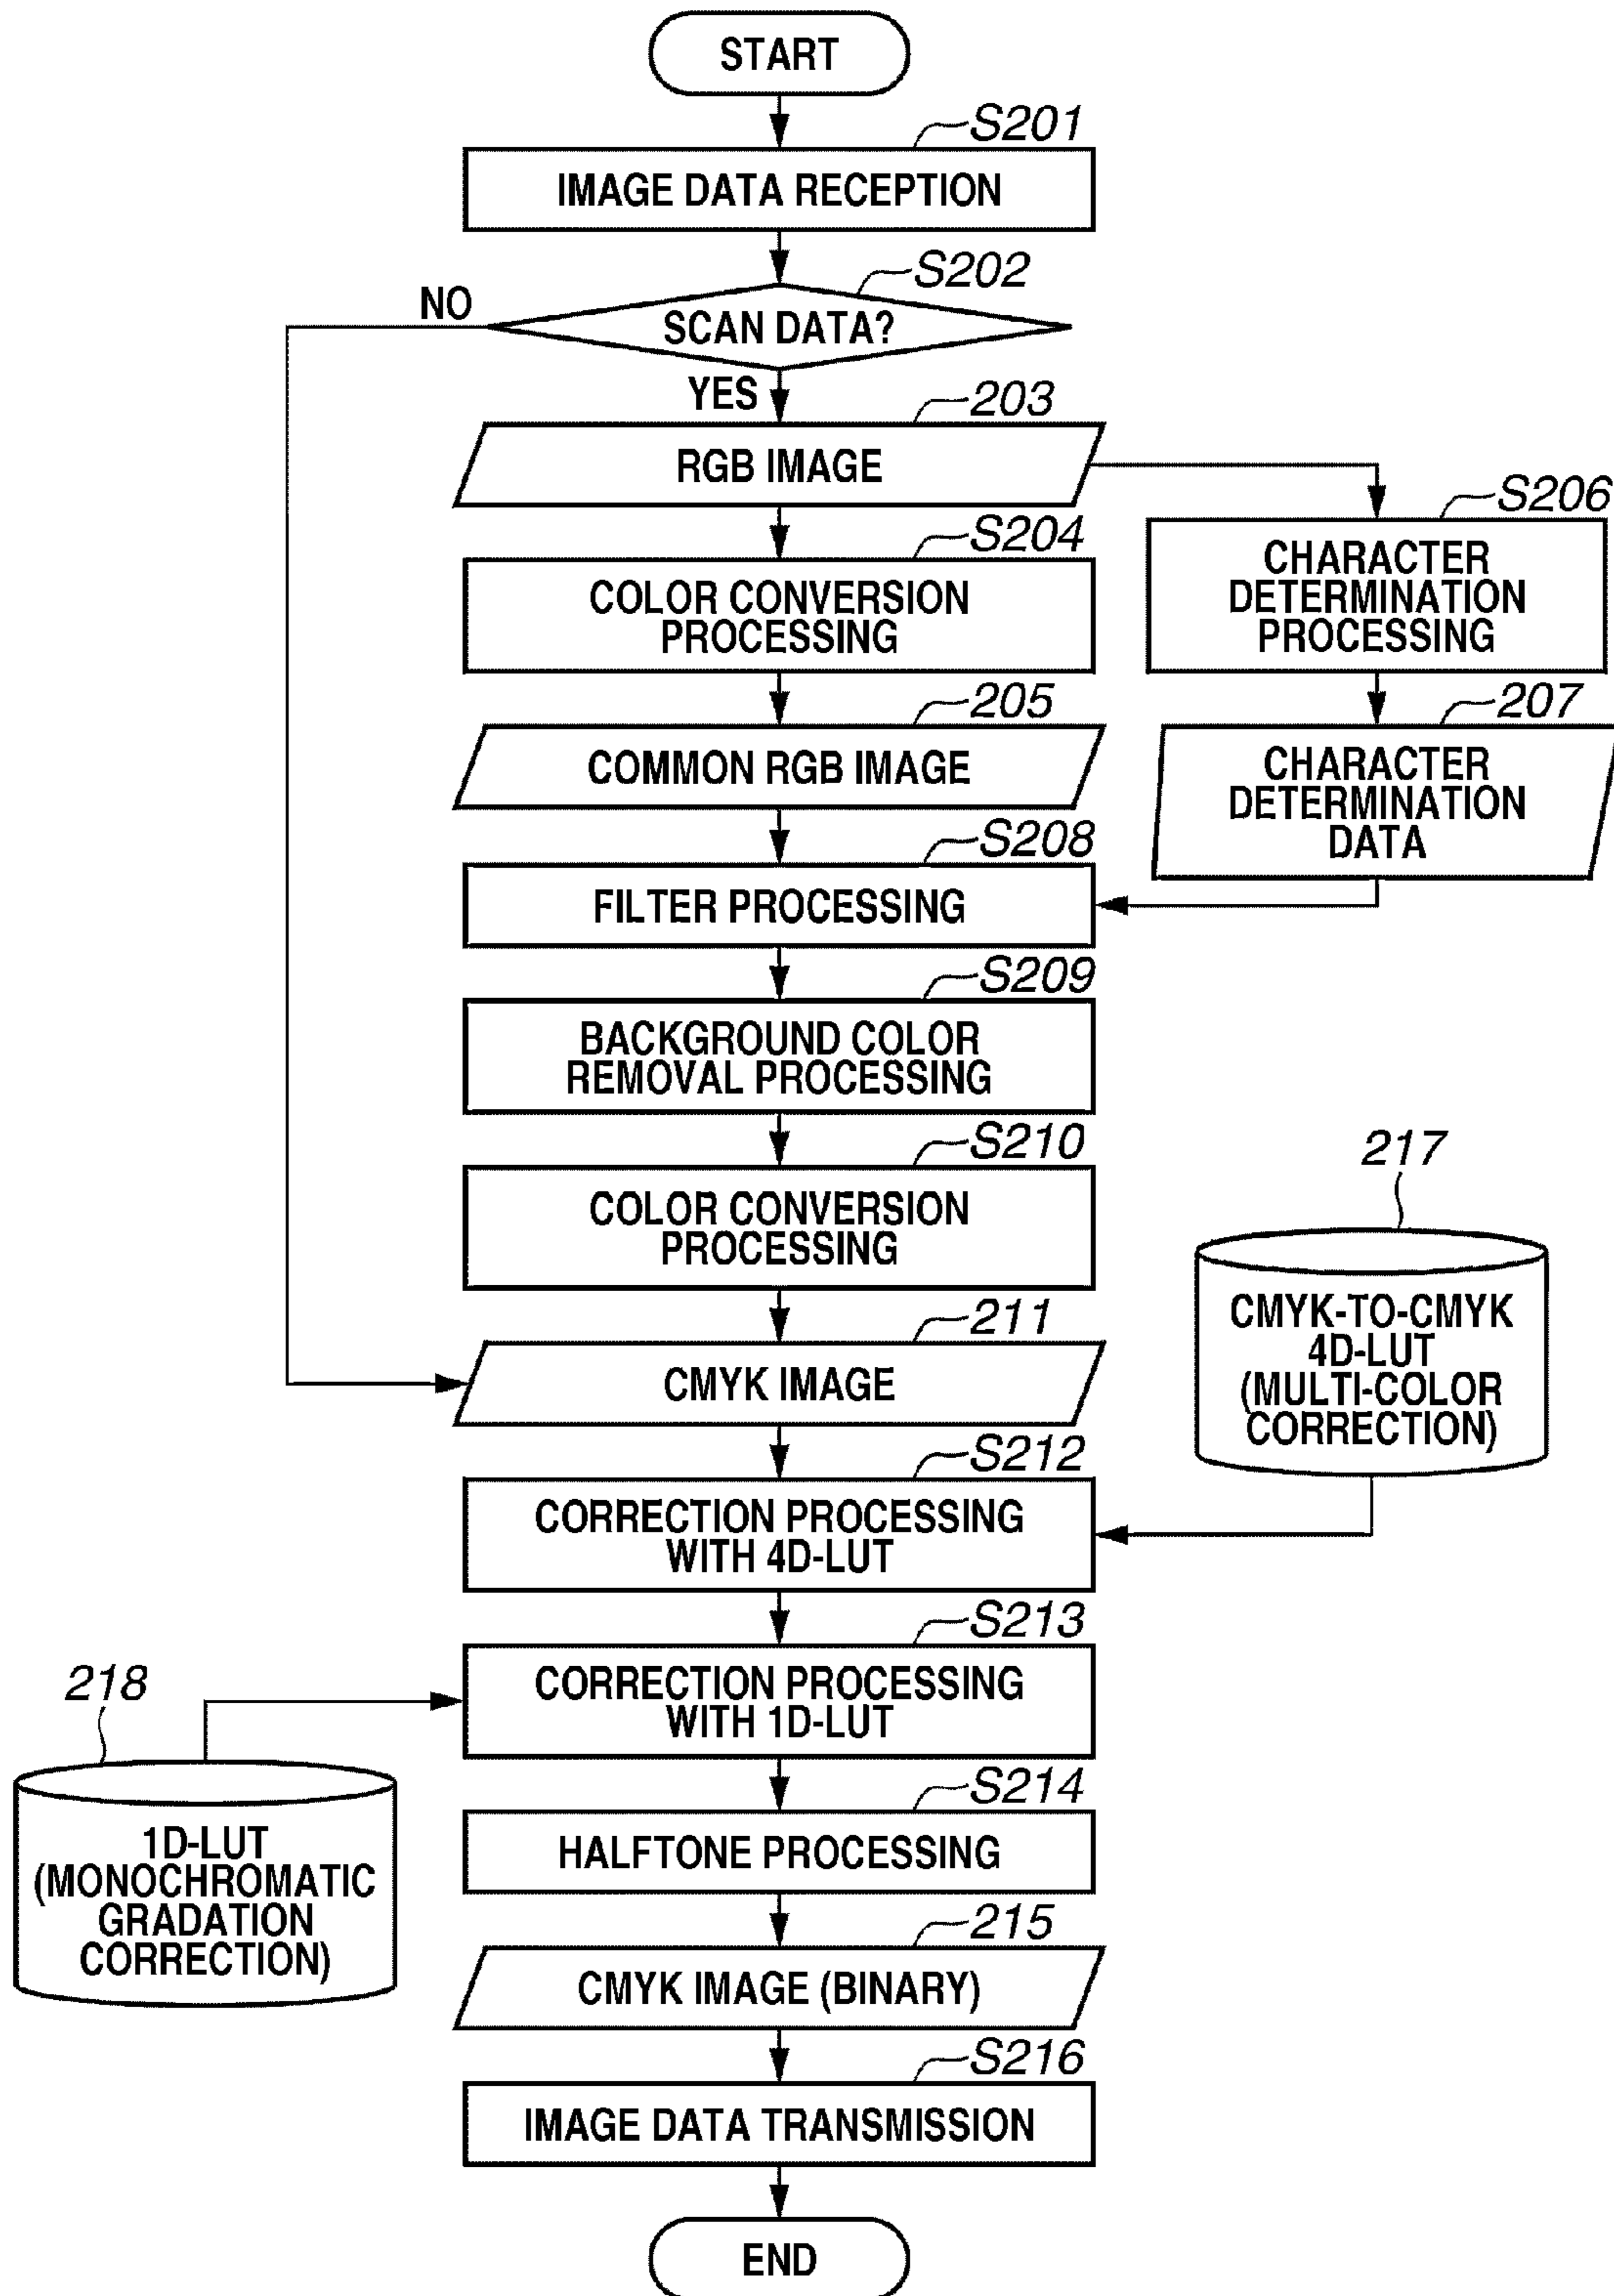 START
S201
IMAGE DATA RECEPTION
S202
NO
SCAN DATA?
YES
203
RGB IMAGE
S204
COLOR CONVERSION
PROCESSING
S206
CHARACTER
DETERMINATION
PROCESSING
205
COMMON RGB IMAGE
207
CHARACTER
DETERMINATION
DATA
S208
FILTER PROCESSING
S209
BACKGROUND COLOR
REMOVAL PROCESSING
S210
COLOR CONVERSION
PROCESSING
217
CMYK-TO-CMYK
4D-LUT
(MULTI-COLOR
CORRECTION)
211
CMYK IMAGE
S212
CORRECTION PROCESSING
WITH 4D-LUT
S213
CORRECTION PROCESSING
WITH 1D-LUT
218
1D-LUT
(MONOCHROMATIC
GRADATION
CORRECTION)
S214
HALFTONE PROCESSING
215
CMYK IMAGE (BINARY)
S216
IMAGE DATA TRANSMISSION
END